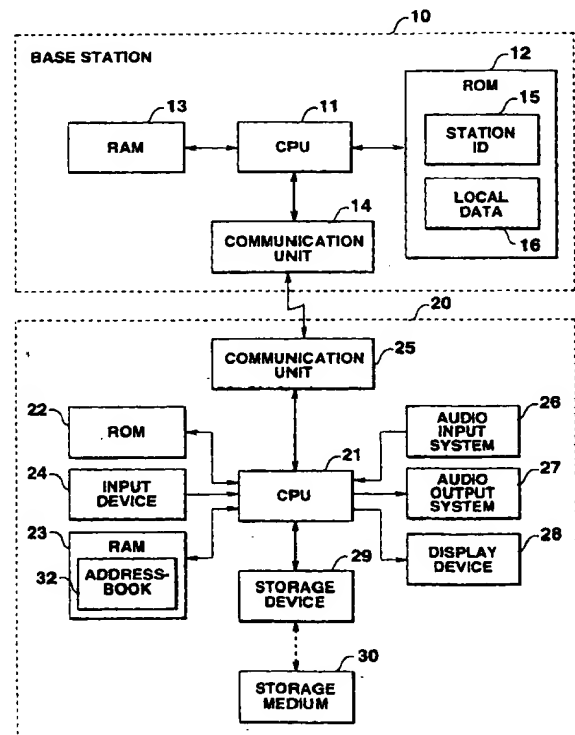 10
BASE STATION
12
ROM
13
11
15
RAM
CPU
STATION
ID
14
LOCAL
DATA
COMMUNICATION
UNIT
16
20
COMMUNICATION
UNIT
25
22
ROM
26
AUDIO
INPUT
SYSTEM
24
INPUT
DEVICE
21
CPU
27
AUDIO
OUTPUT
SYSTEM
23
RAM
32
ADDRESS-
BOOK
29
STORAGE
DEVICE
28
DISPLAY
DEVICE
30
STORAGE
MEDIUM